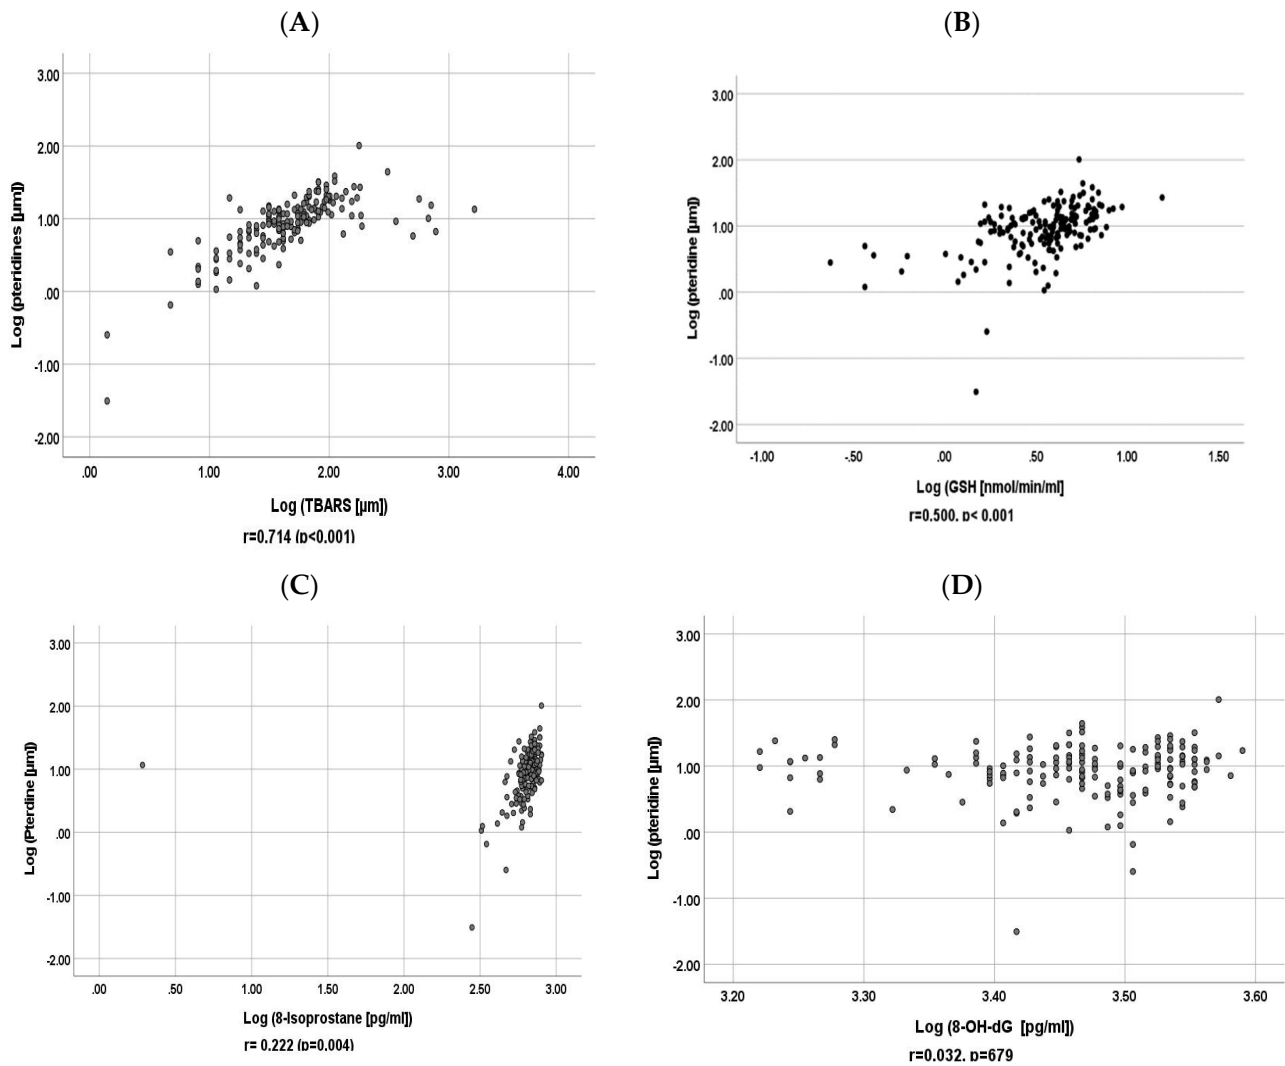 (A)
3.00
2.00
1.00
.00
-1.00
-2.00
Log (pteridines [µm])
.00 1.00 2.00 3.00 4.00
Log (TBARS [µm])
r=0.714 (p<0.001)
(B)
3.00
2.00
1.00
.00
-1.00
-2.00
Log (pteridine [µm])
-1.00 -.50 .00 .50 1.00 1.50
Log (GSH [nmol/min/ml]
r=0.500, p< 0.001
(C)
3.00
2.00
1.00
.00
-1.00
-2.00
Log (Pterdine [µm])
.00 .50 1.00 1.50 2.00 2.50 3.00
Log (8-Isoprostane [pg/ml])
r= 0.222 (p=0.004)
(D)
3.00
2.00
1.00
.00
-1.00
-2.00
Log (pteridine [µm])
3.20 3.30 3.40 3.50 3.60
Log (8-OH-dG [pg/ml])
r=0.032, p=679